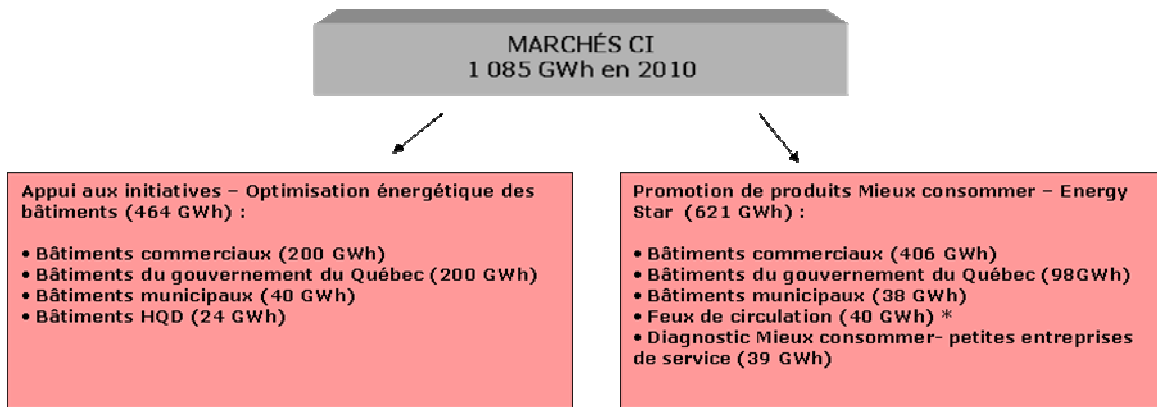 MARCHÉS CI
1 085 GWh en 2010
Appui aux initiatives – Optimisation énergétique des
bâtiments (464 GWh) :
• Bâtiments commerciaux (200 GWh)
• Bâtiments du gouvernement du Québec (200 GWh)
• Bâtiments municipaux (40 GWh)
• Bâtiments HQD (24 GWh)
Promotion de produits Mieux consommer – Energy
Star (621 GWh) :
• Bâtiments commerciaux (406 GWh)
• Bâtiments du gouvernement du Québec (98GWh)
• Bâtiments municipaux (38 GWh)
• Feux de circulation (40 GWh) *
• Diagnostic Mieux consommer- petites entreprises
de service (39 GWh)